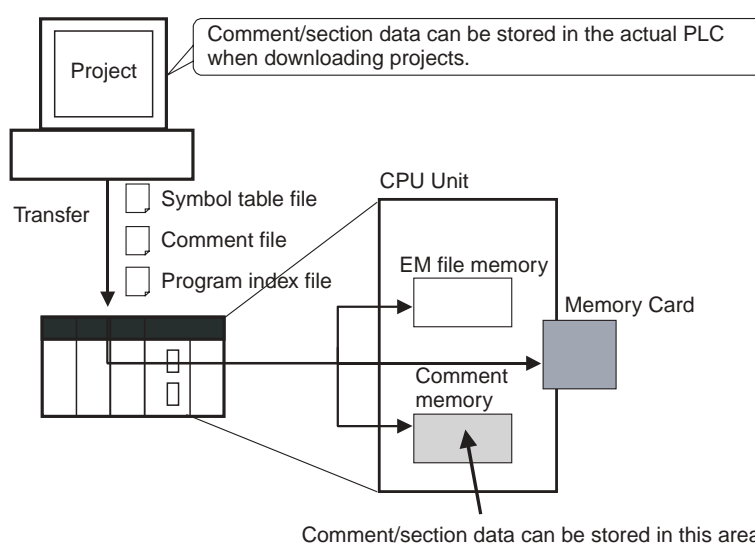 Comment/section data can be stored in the actual PLC
when downloading projects.
Project
Transfer
Symbol table file
Comment file
Program index file
CPU Unit
EM file memory
Memory Card
Comment
memory
Comment/section data can be stored in this area